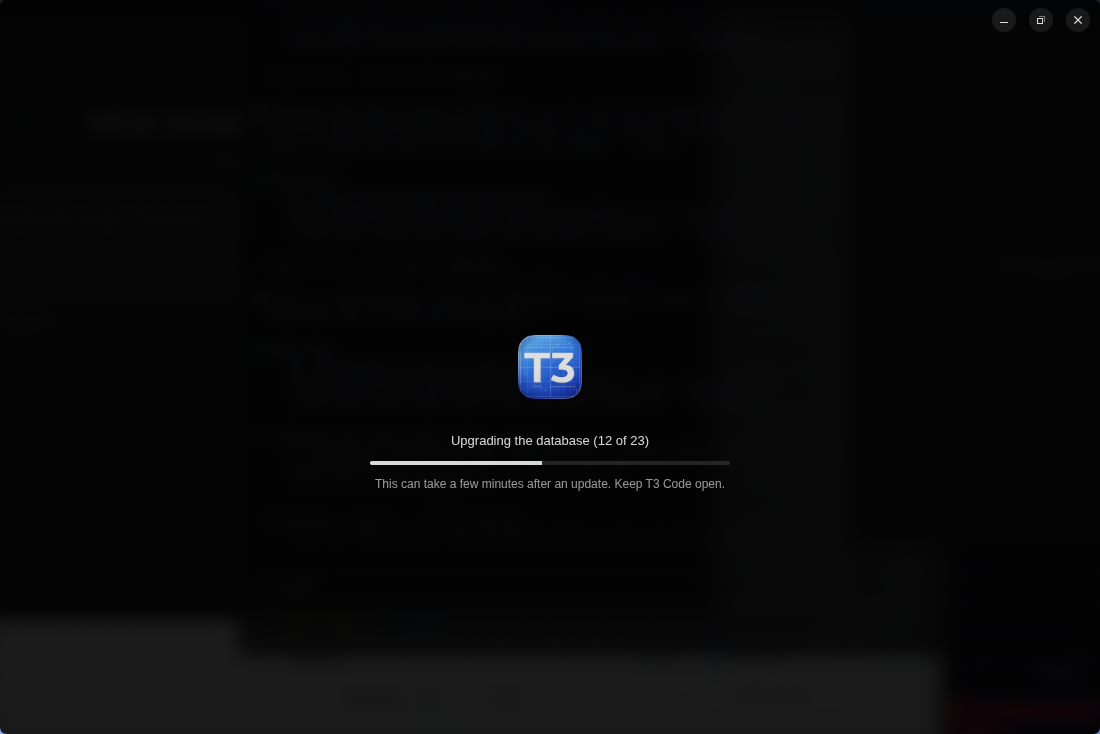 T3
Upgrading the database (12 of 23)
This can take a few minutes after an update. Keep T3 Code open.